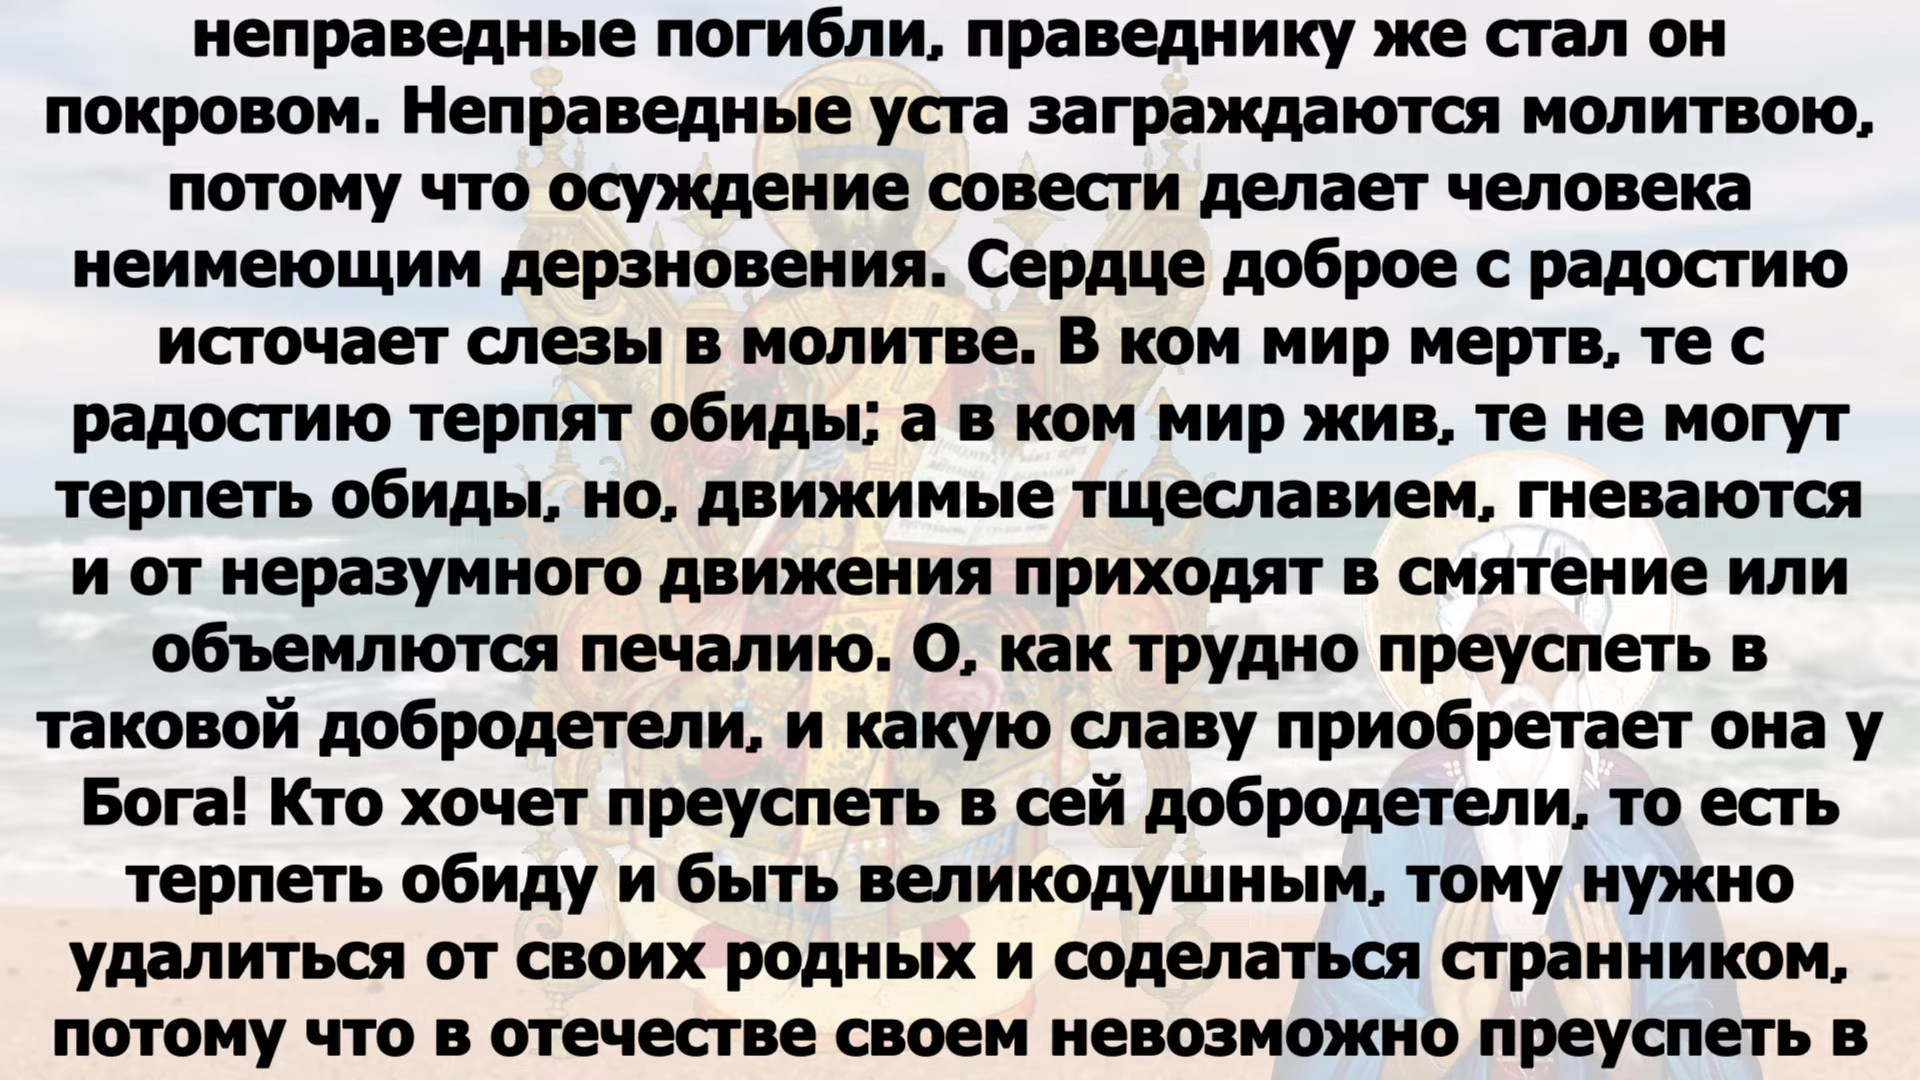 неправедные погибли, праведнику же стал он
покровом. Неправедные уста заграждаются молитвою,
потому что осуждение совести делает человека
неимеющим дерзновения. Сердце доброе с радостию
источает слезы в молитве. В ком мир мертв, те с
радостию терпят обиды; а в ком мир жив, те не могут
терпеть обиды, но, движимые тщеславием, гневаются
и от неразумного движения приходят в смятение или
объемлются печалию. О, как трудно преуспеть в
таковой добродетели, и какую славу приобретает она у
Бога! Кто хочет преуспеть в сей добродетели, то есть
терпеть обиду и быть великодушным, тому нужно
удалиться от своих родных и соделаться странником,
потому что в отечестве своем невозможно преуспеть в